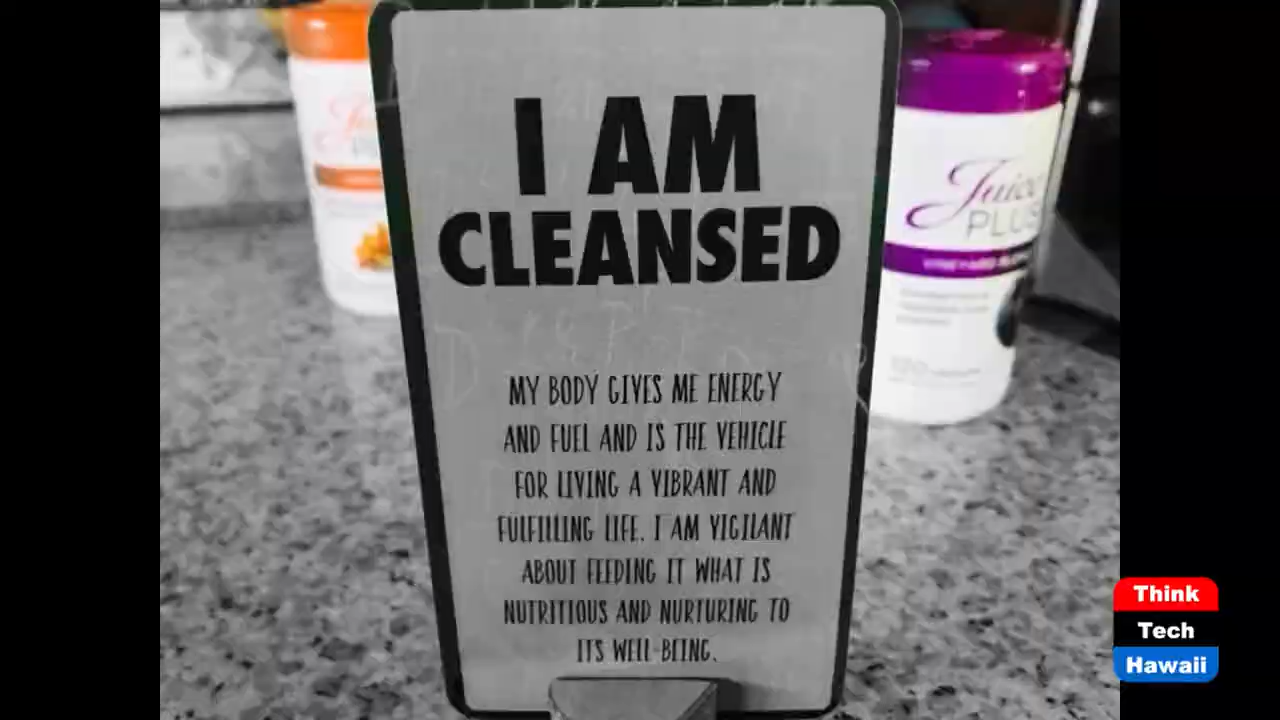 I AM
CLEANSED
MY BODY GIVES ME ENERGY
AND FUEL AND IS THE VEHICLE
FOR LIVING A VIBRANT AND
FULFILLING LIFE. I AM VIGILANT
ABOUT FEEDING IT WHAT IS
NUTRITIOUS AND NURTURING TO
ITS WELL-BEING.
Juice
PLUS
VINEYARD
Think
Tech
Hawaii